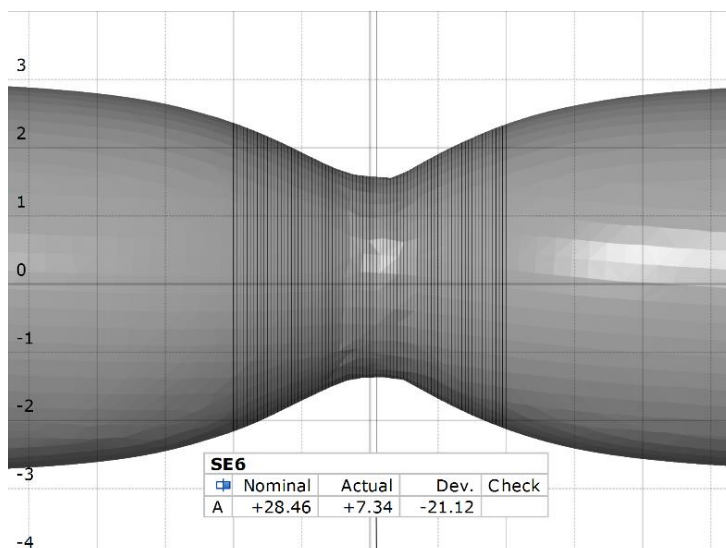 3
2
1
0
-1
-2
-3
-4
SE6
Nominal Actual Dev. Check
A +28.46 +7.34 -21.12